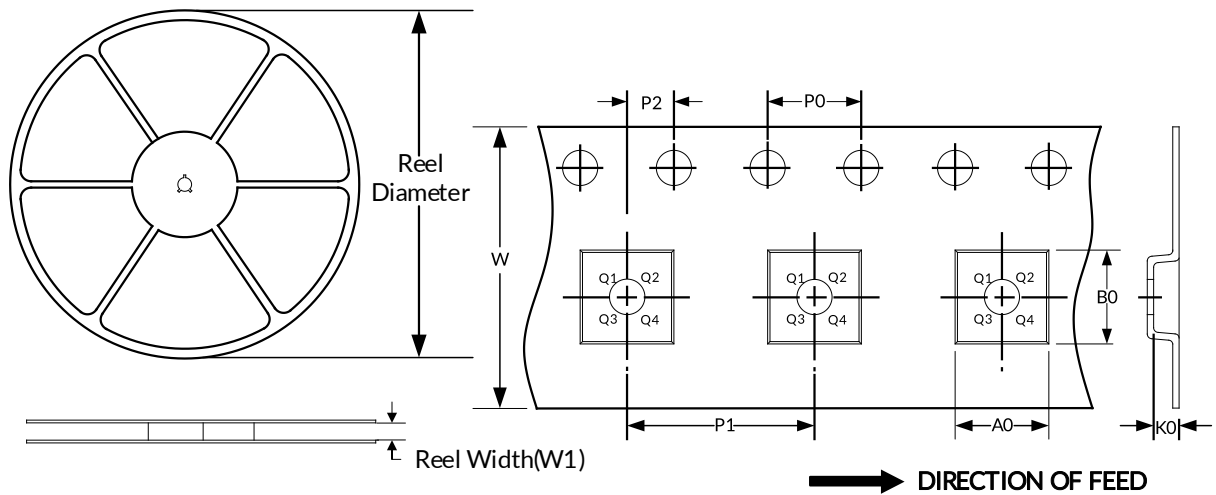 Reel
Diameter
Reel Width(W1)
P2
P0
W
Q1 Q2
Q3 Q4
Q1 Q2
Q3 Q4
Q1 Q2
Q3 Q4
B0
P1
A0
K0
DIRECTION OF FEED